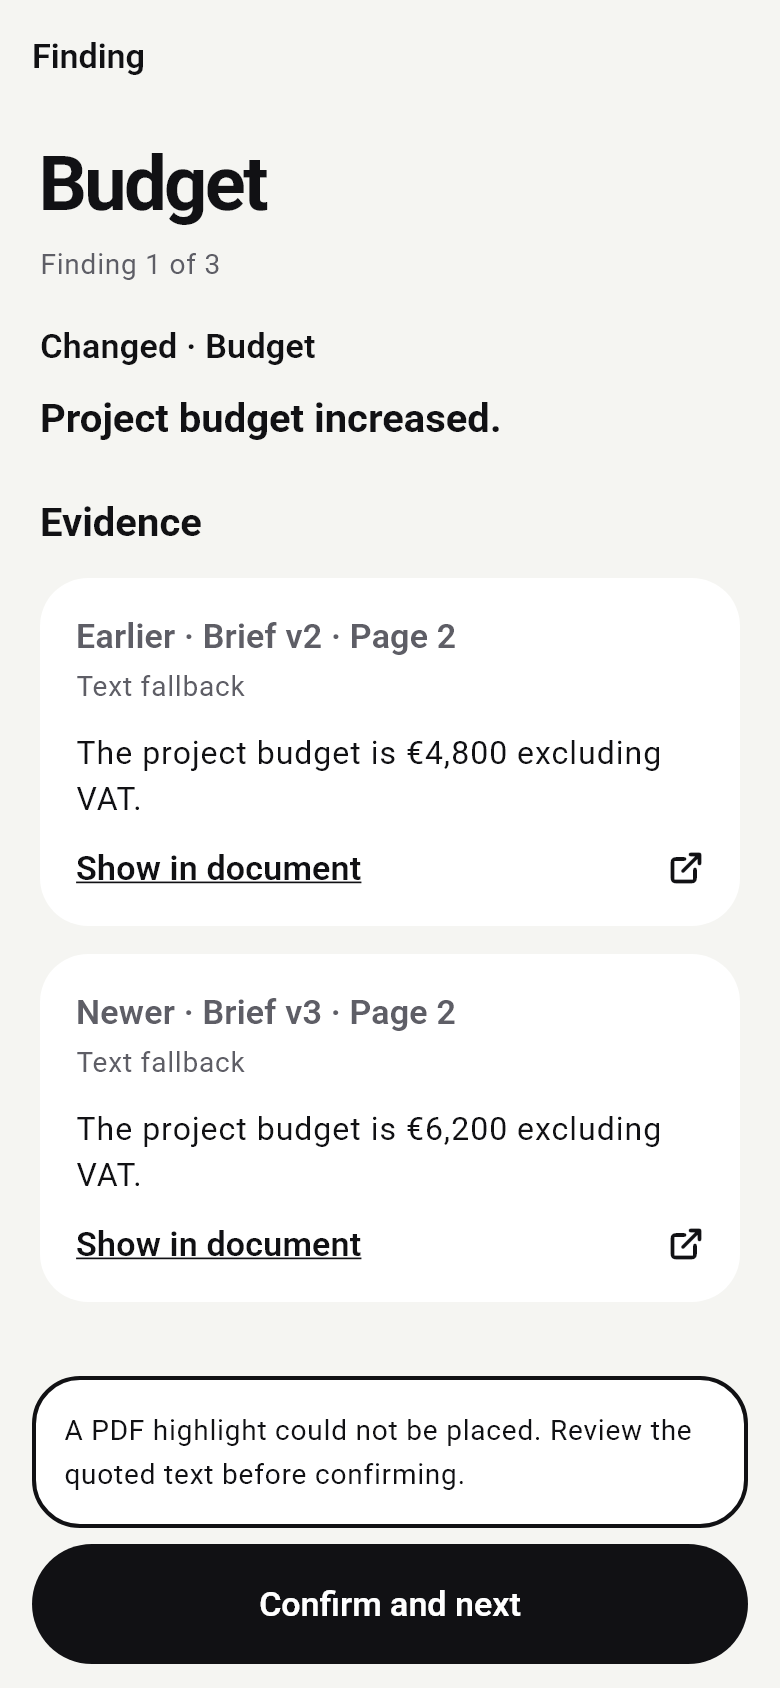 Finding
Budget
Finding 1 of 3
Changed · Budget
Project budget increased.
Evidence
Earlier · Brief v2 · Page 2
Text fallback
The project budget is €4,800 excluding
VAT.
Show in document
Newer · Brief v3 · Page 2
Text fallback
The project budget is €6,200 excluding
VAT.
Show in document
A PDF highlight could not be placed. Review the
quoted text before confirming.
Confirm and next